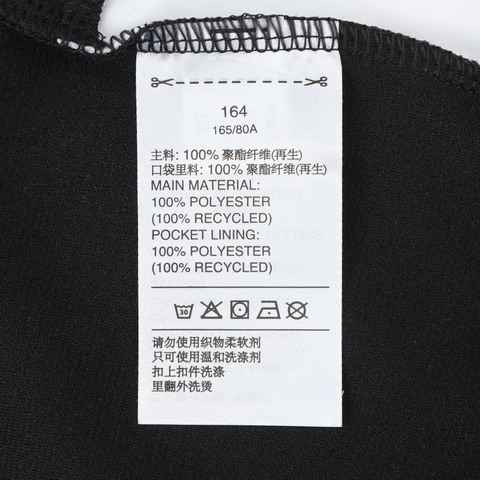 164
165/80A
主料: 100% 聚酯纤维(再生)
口袋里料: 100% 聚酯纤维(再生)
MAIN MATERIAL:
100% POLYESTER
(100% RECYCLED)
POCKET LINING:
100% POLYESTER
(100% RECYCLED)
30
请勿使用织物柔软剂
只可使用温和洗涤剂
扣上扣件洗涤
里翻外洗烫